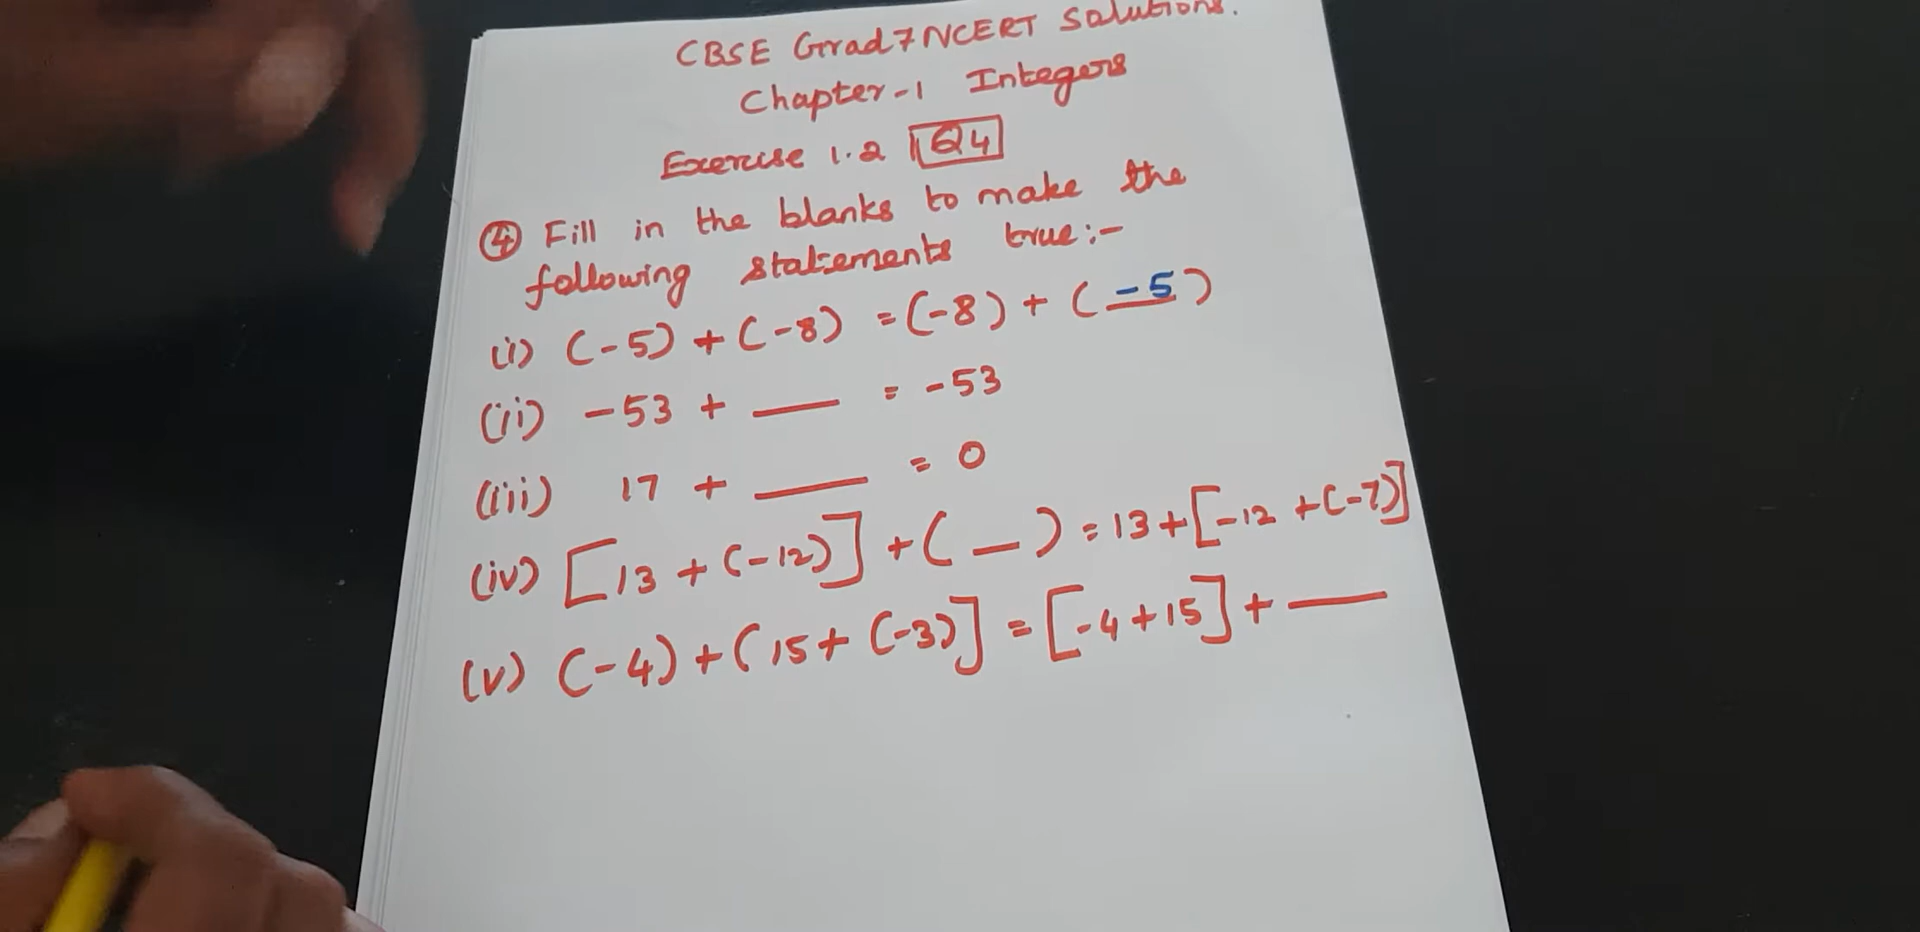 CBSE Grad7 NCERT Solutions.
Chapter-1 Integers
Exercise 1.2 Q4
④ Fill in the blanks to make the
following statements true:-
(i) (-5) + (-8) = (-8) + ( -5 )
(ii) -53 + ___ = -53
(iii) 17 + ___ = 0
(iv) [13 + (-12)] + ( _ ) = 13 + [-12 + (-7)]
(v) (-4) + (15 + (-3)] = [-4 + 15] + ___